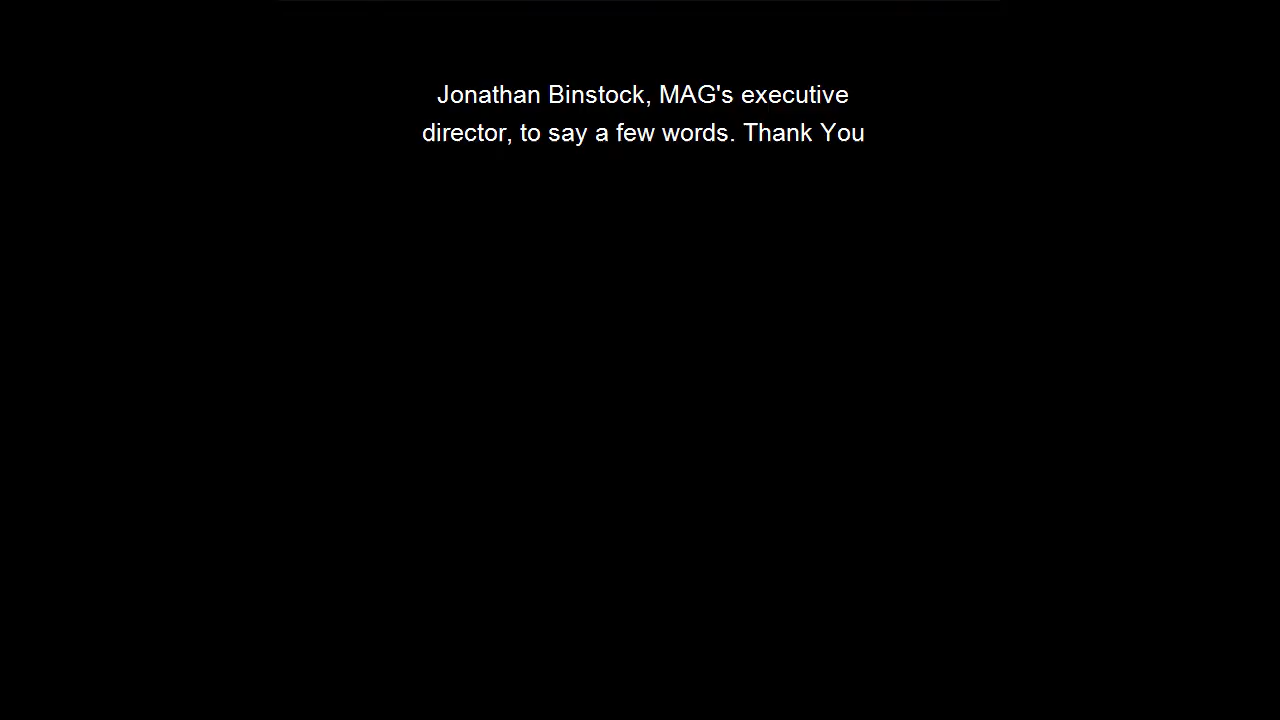 Jonathan Binstock, MAG's executive
director, to say a few words. Thank You